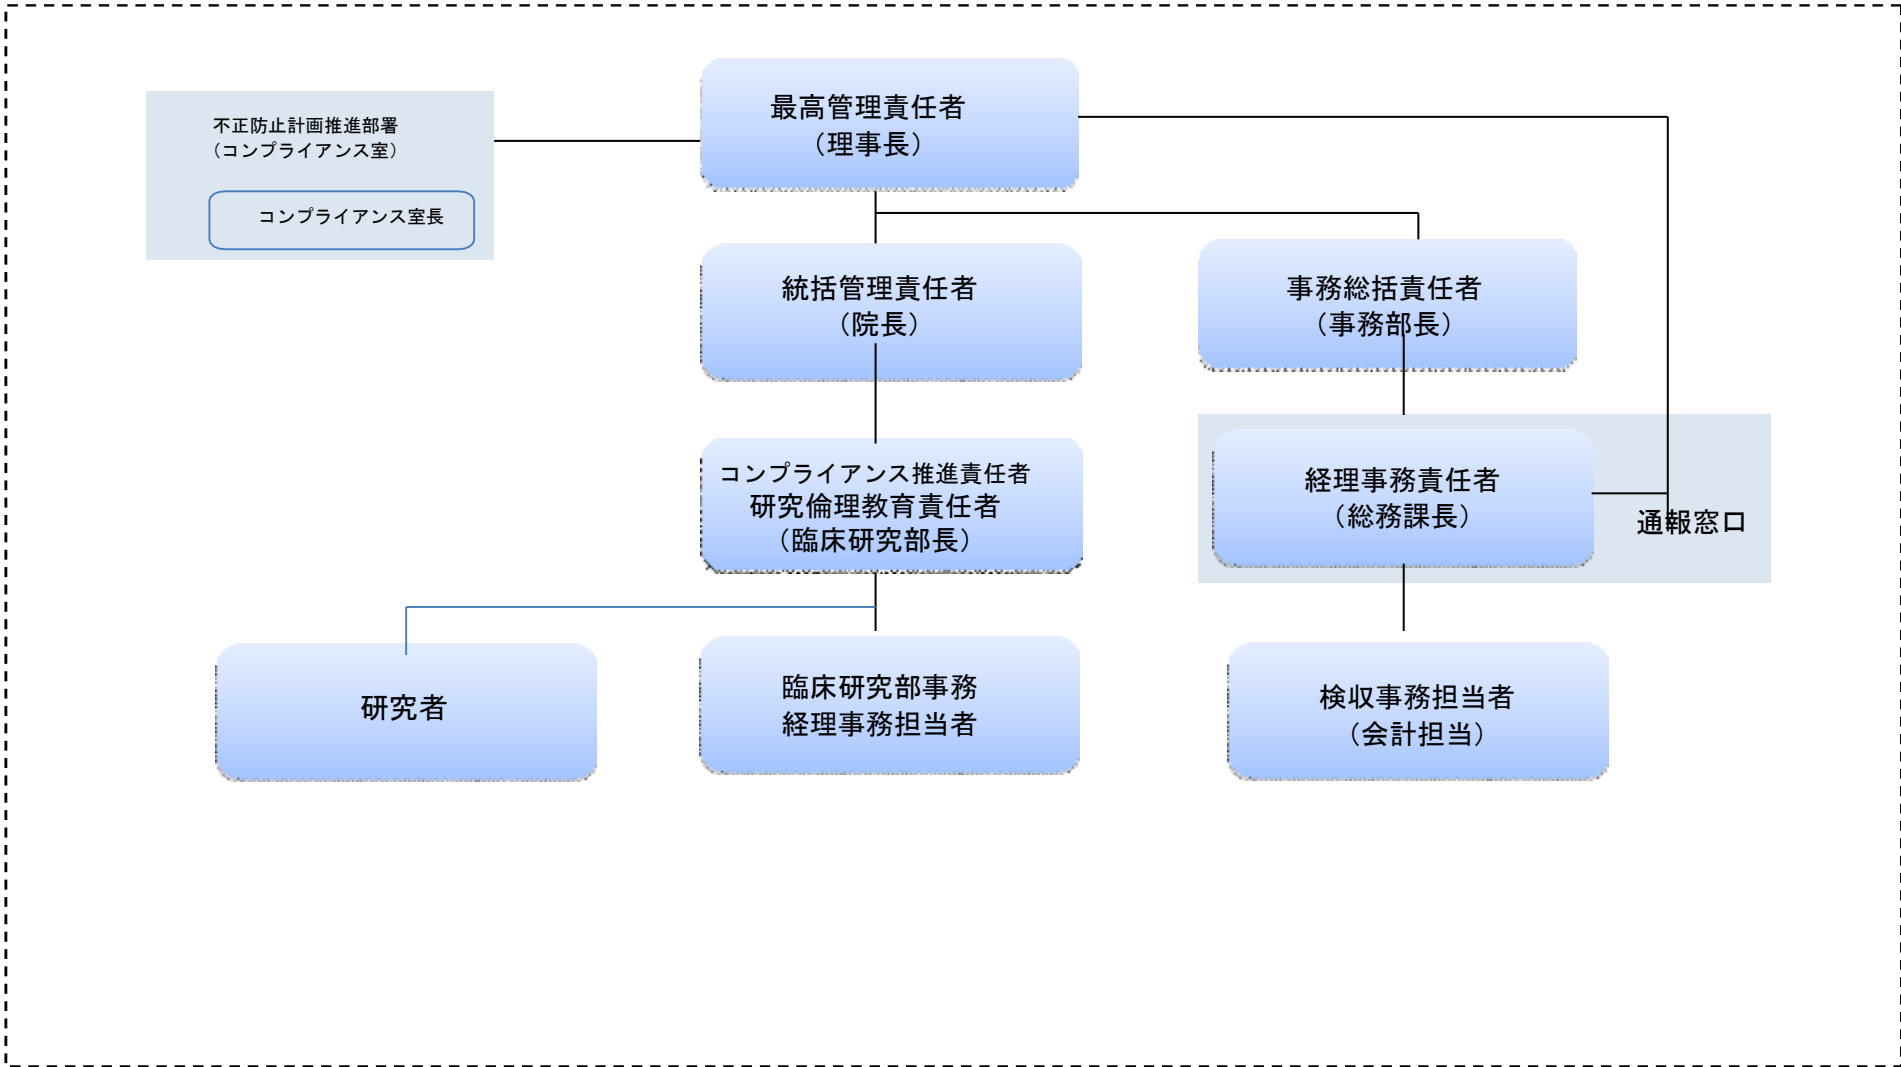 最高管理責任者
（理事長）
不正防止計画推進部署
（コンプライアンス室）
コンプライアンス室長
統括管理責任者
（院長）
事務総括責任者
（事務部長）
コンプライアンス推進責任者
研究倫理教育責任者
（臨床研究部長）
経理事務責任者
（総務課長）
通報窓口
研究者
臨床研究部事務
経理事務担当者
検収事務担当者
（会計担当）